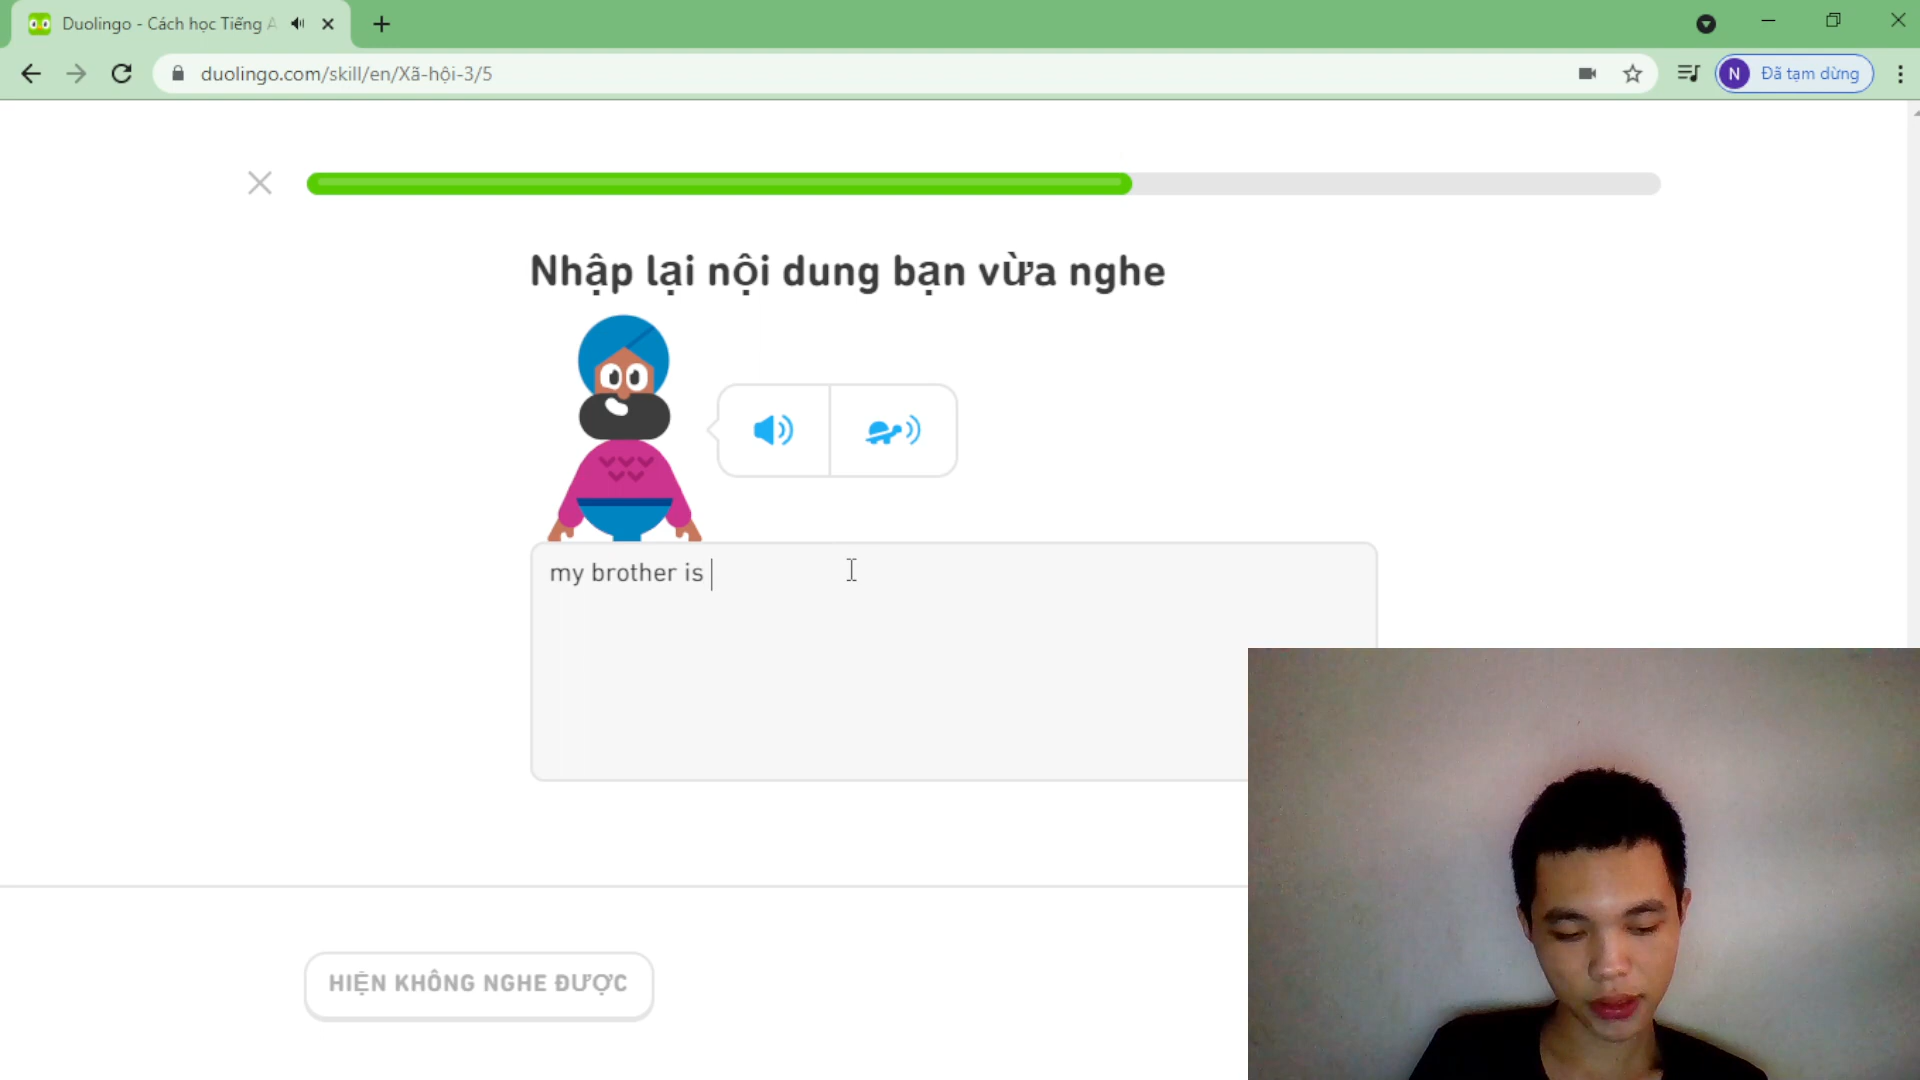 Duolingo - Cách học Tiếng A
duolingo.com/skill/en/Xã-hội-3/5
N
Đã tạm dừng
Nhập lại nội dung bạn vừa nghe
my brother is
HIỆN KHÔNG NGHE ĐƯỢC